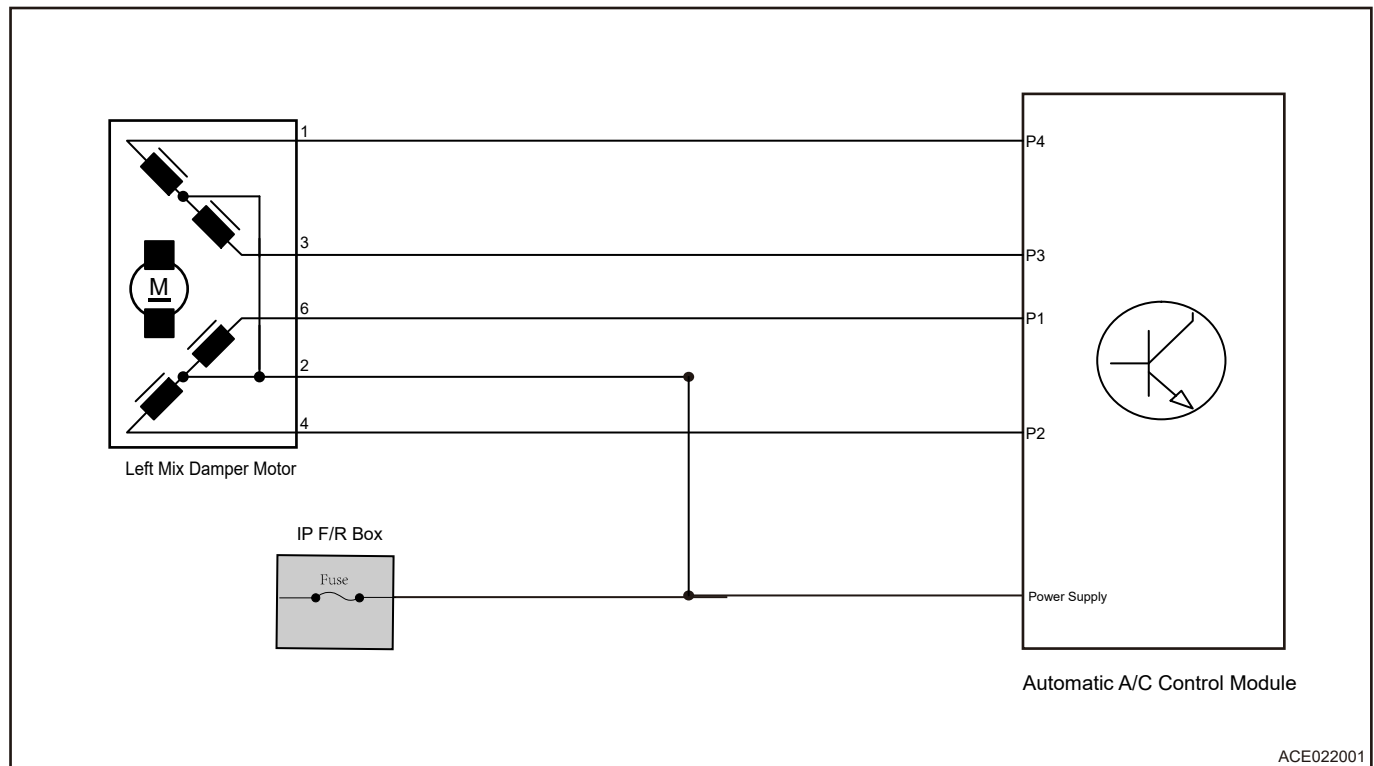 1
P4
3
P3
M
6
P1
2
4
P2
Left Mix Damper Motor
IP F/R Box
Fuse
Power Supply
Automatic A/C Control Module
ACE022001